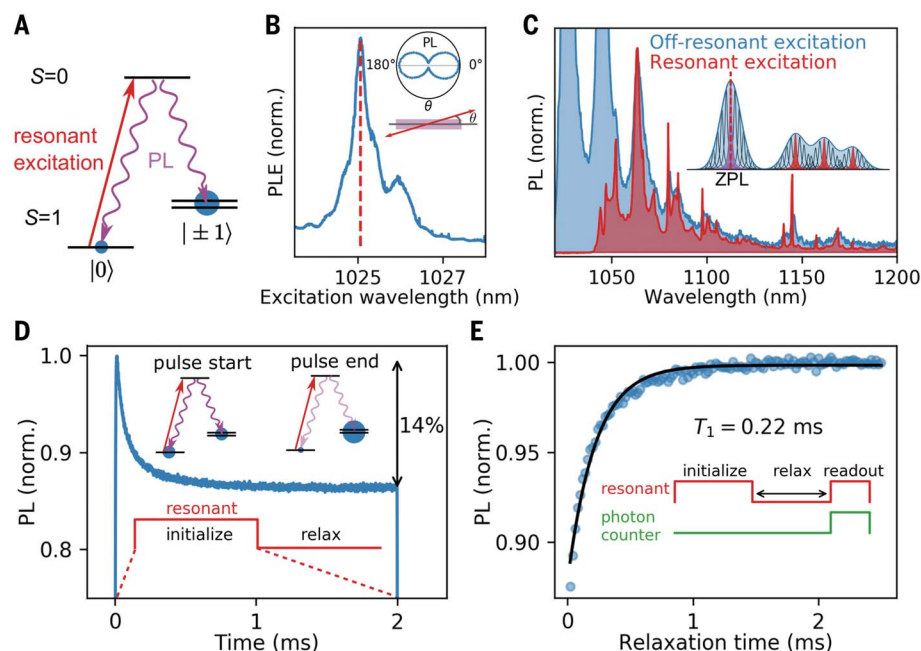 A
S=0
resonant
excitation
PL
S=1
|0⟩
|±1⟩
B
PL
180°
0°
θ
θ
PLE (norm.)
1025
1027
Excitation wavelength (nm)
C
Off-resonant excitation
Resonant excitation
ZPL
PL (norm.)
1050
1100
1150
1200
Wavelength (nm)
D
pulse start
pulse end
14%
resonant
initialize
relax
PL (norm.)
1.0
0.9
0.8
0
1
2
Time (ms)
E
T₁ = 0.22 ms
initialize
relax
readout
resonant
photon
counter
PL (norm.)
1.00
0.95
0.90
0
1
2
Relaxation time (ms)